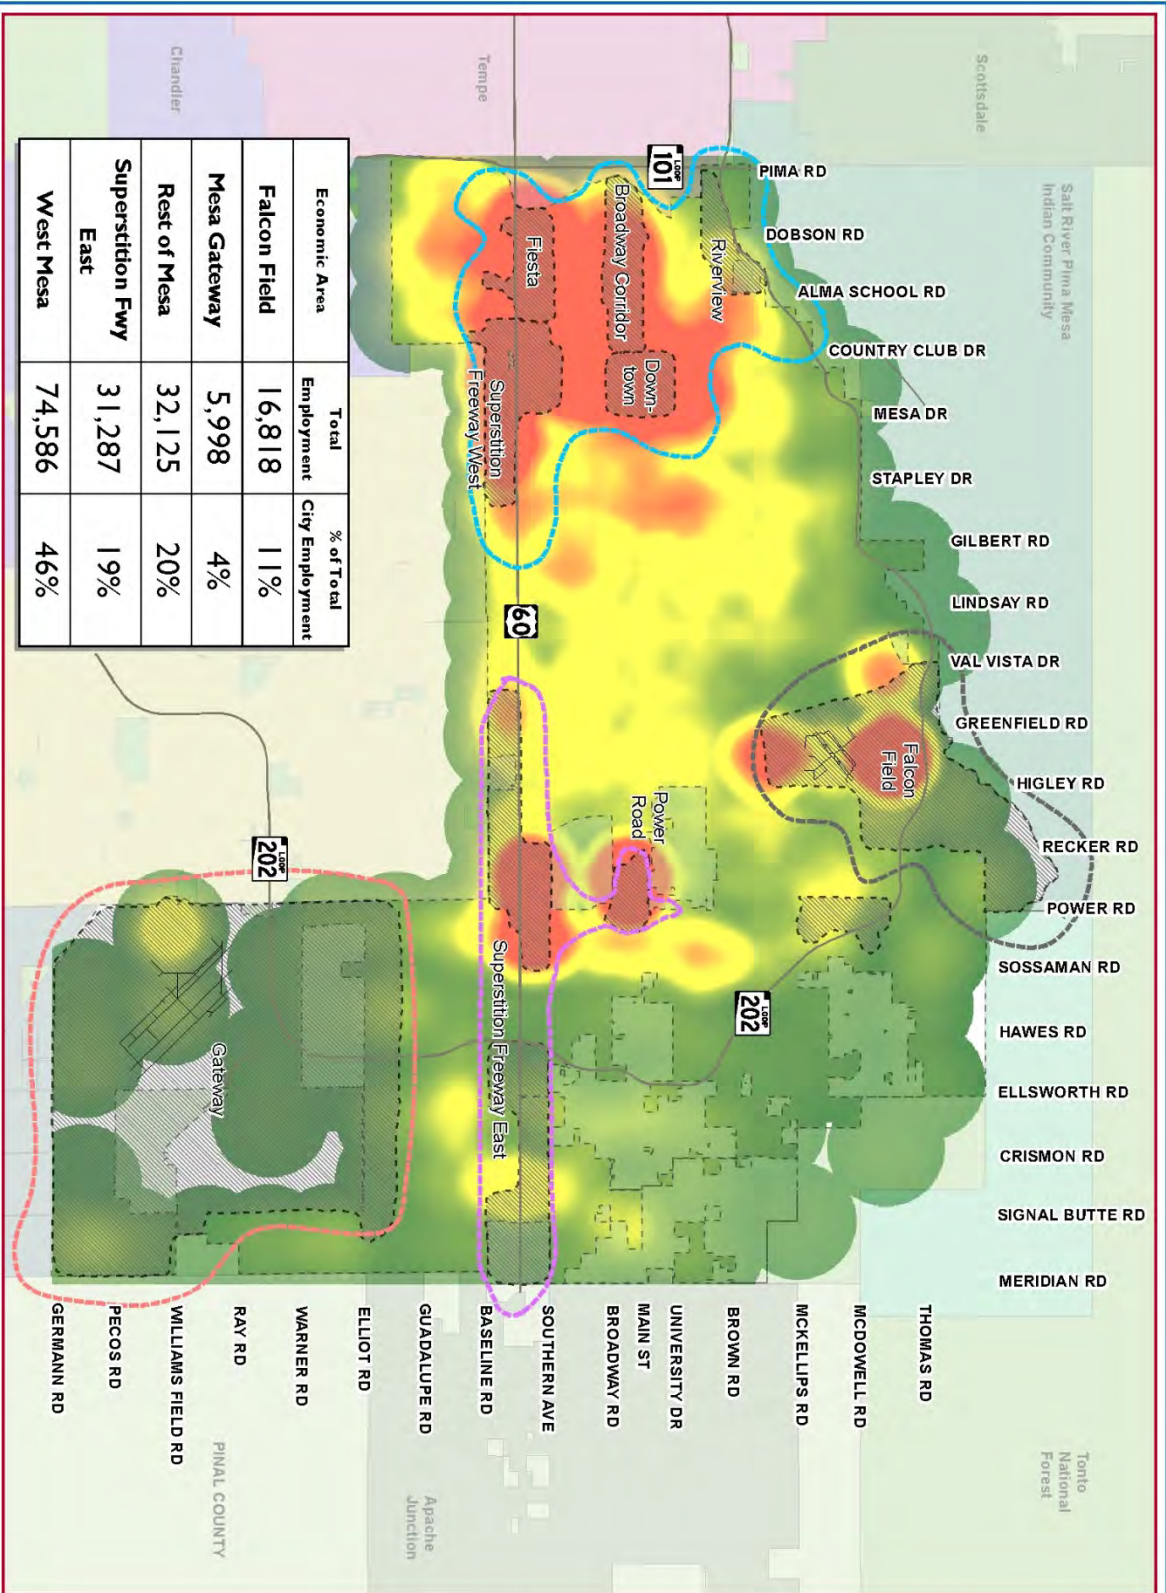 Scottsdale
Salt River Pima Mesa
Indian Community
Tempe
Chandler
PIMA RD
DOBSON RD
ALMA SCHOOL RD
COUNTRY CLUB DR
MESA DR
STAPLEY DR
GILBERT RD
LINDSAY RD
VAL VISTA DR
GREENFIELD RD
HIGLEY RD
RECKER RD
POWER RD
SOSSAMAN RD
HAWES RD
ELLSWORTH RD
CRISMON RD
SIGNAL BUTTE RD
MERIDIAN RD
LOOP
101
Riverview
Broadway Corridor
Down-
town
Fiesta
Superstition
Freeway West
60
Falcon
Field
Power
Road
LOOP
202
Superstition Freeway East
LOOP
202
Gateway
THOMAS RD
MCDOWELL RD
MCKELLIPS RD
BROWN RD
UNIVERSITY DR
MAIN ST
BROADWAY RD
SOUTHERN AVE
BASELINE RD
GUADALUPE RD
ELLIOT RD
WARNER RD
RAY RD
WILLIAMS FIELD RD
PECOS RD
GERMANN RD
Tonto
National
Forest
Apache
Junction
PINAL COUNTY
Economic Area Total Employment % of Total City Employment
Falcon Field 16,818 11%
Mesa Gateway 5,998 4%
Rest of Mesa 32,125 20%
Superstition Fwy East 31,287 19%
West Mesa 74,586 46%